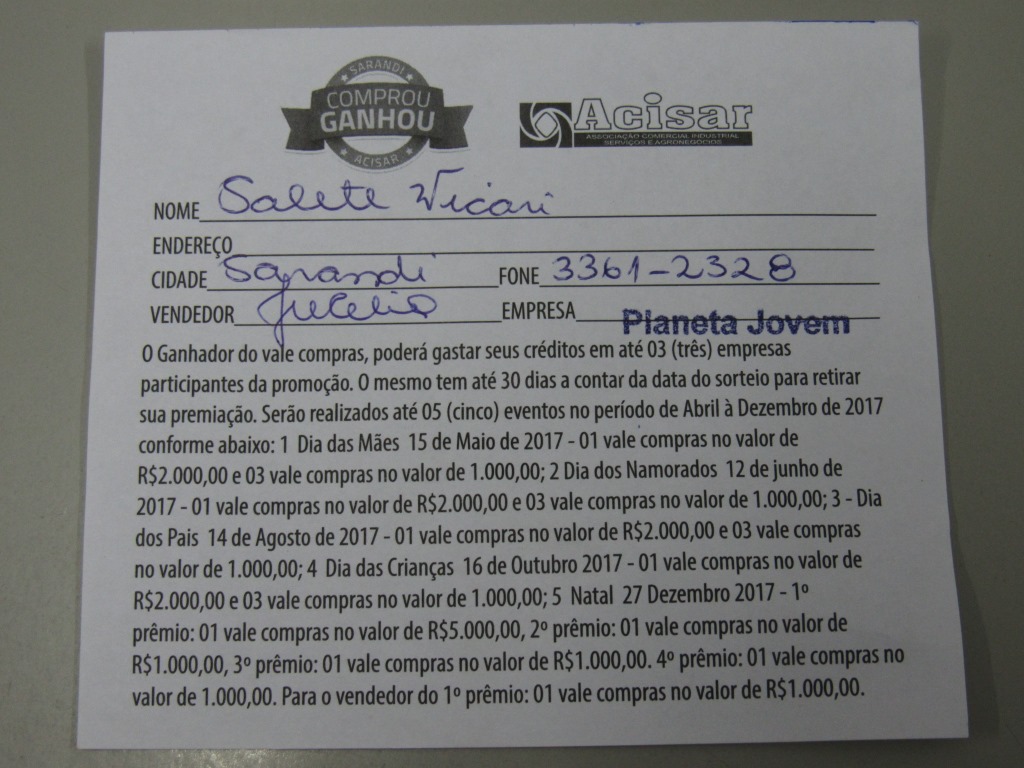 SARANDI
COMPROU
GANHOU
ACISAR
Acisar
ASSOCIAÇÃO COMERCIAL INDUSTRIAL
SERVIÇOS E AGRONEGÓCIOS
NOME Salete Vicari
ENDEREÇO
CIDADE Sarandi FONE 3361-2328
VENDEDOR Jucelia EMPRESA Planeta Jovem
O Ganhador do vale compras, poderá gastar seus créditos em até 03 (três) empresas
participantes da promoção. O mesmo tem até 30 dias a contar da data do sorteio para retirar
sua premiação. Serão realizados até 05 (cinco) eventos no período de Abril à Dezembro de 2017
conforme abaixo: 1 Dia das Mães 15 de Maio de 2017 - 01 vale compras no valor de
R$2.000,00 e 03 vale compras no valor de 1.000,00; 2 Dia dos Namorados 12 de junho de
2017 - 01 vale compras no valor de R$2.000,00 e 03 vale compras no valor de 1.000,00; 3 - Dia
dos Pais 14 de Agosto de 2017 - 01 vale compras no valor de R$2.000,00 e 03 vale compras
no valor de 1.000,00; 4 Dia das Crianças 16 de Outubro 2017 - 01 vale compras no valor de
R$2.000,00 e 03 vale compras no valor de 1.000,00; 5 Natal 27 Dezembro 2017 - 1º
prêmio: 01 vale compras no valor de R$5.000,00, 2º prêmio: 01 vale compras no valor de
R$1.000,00, 3º prêmio: 01 vale compras no valor de R$1.000,00. 4º prêmio: 01 vale compras no
valor de 1.000,00. Para o vendedor do 1º prêmio: 01 vale compras no valor de R$1.000,00.